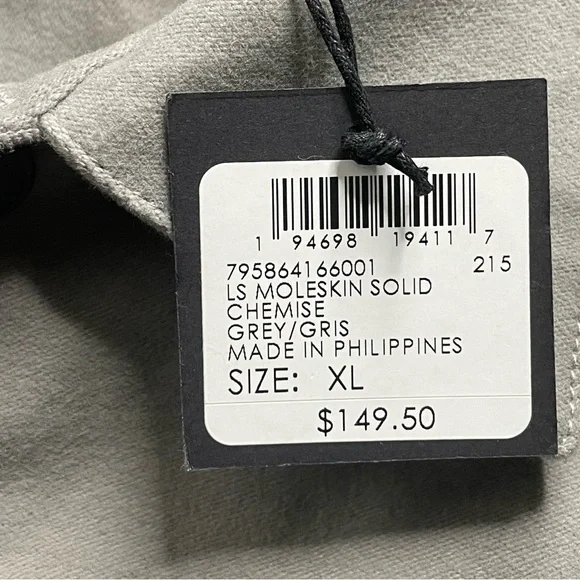 1 94698 19411 7
795864166001 215
LS MOLESKIN SOLID
CHEMISE
GREY/GRIS
MADE IN PHILIPPINES
SIZE: XL
$149.50